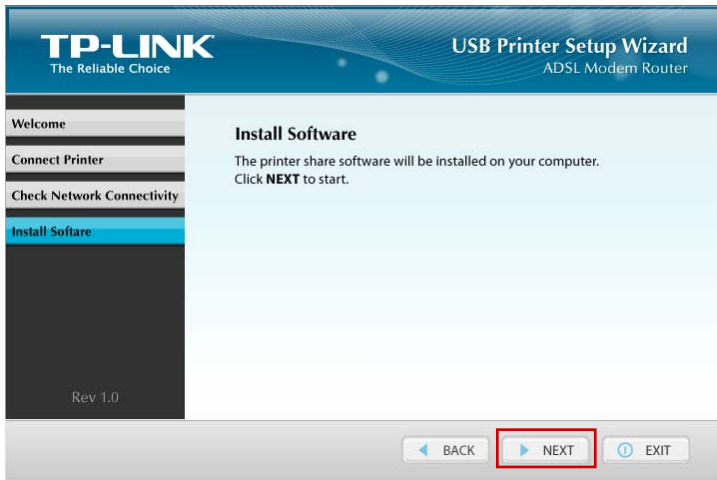 TP-LINK
The Reliable Choice
USB Printer Setup Wizard
ADSL Modem Router
Welcome
Connect Printer
Check Network Connectivity
Install Softare
Rev 1.0
Install Software
The printer share software will be installed on your computer.
Click NEXT to start.
BACK
NEXT
EXIT